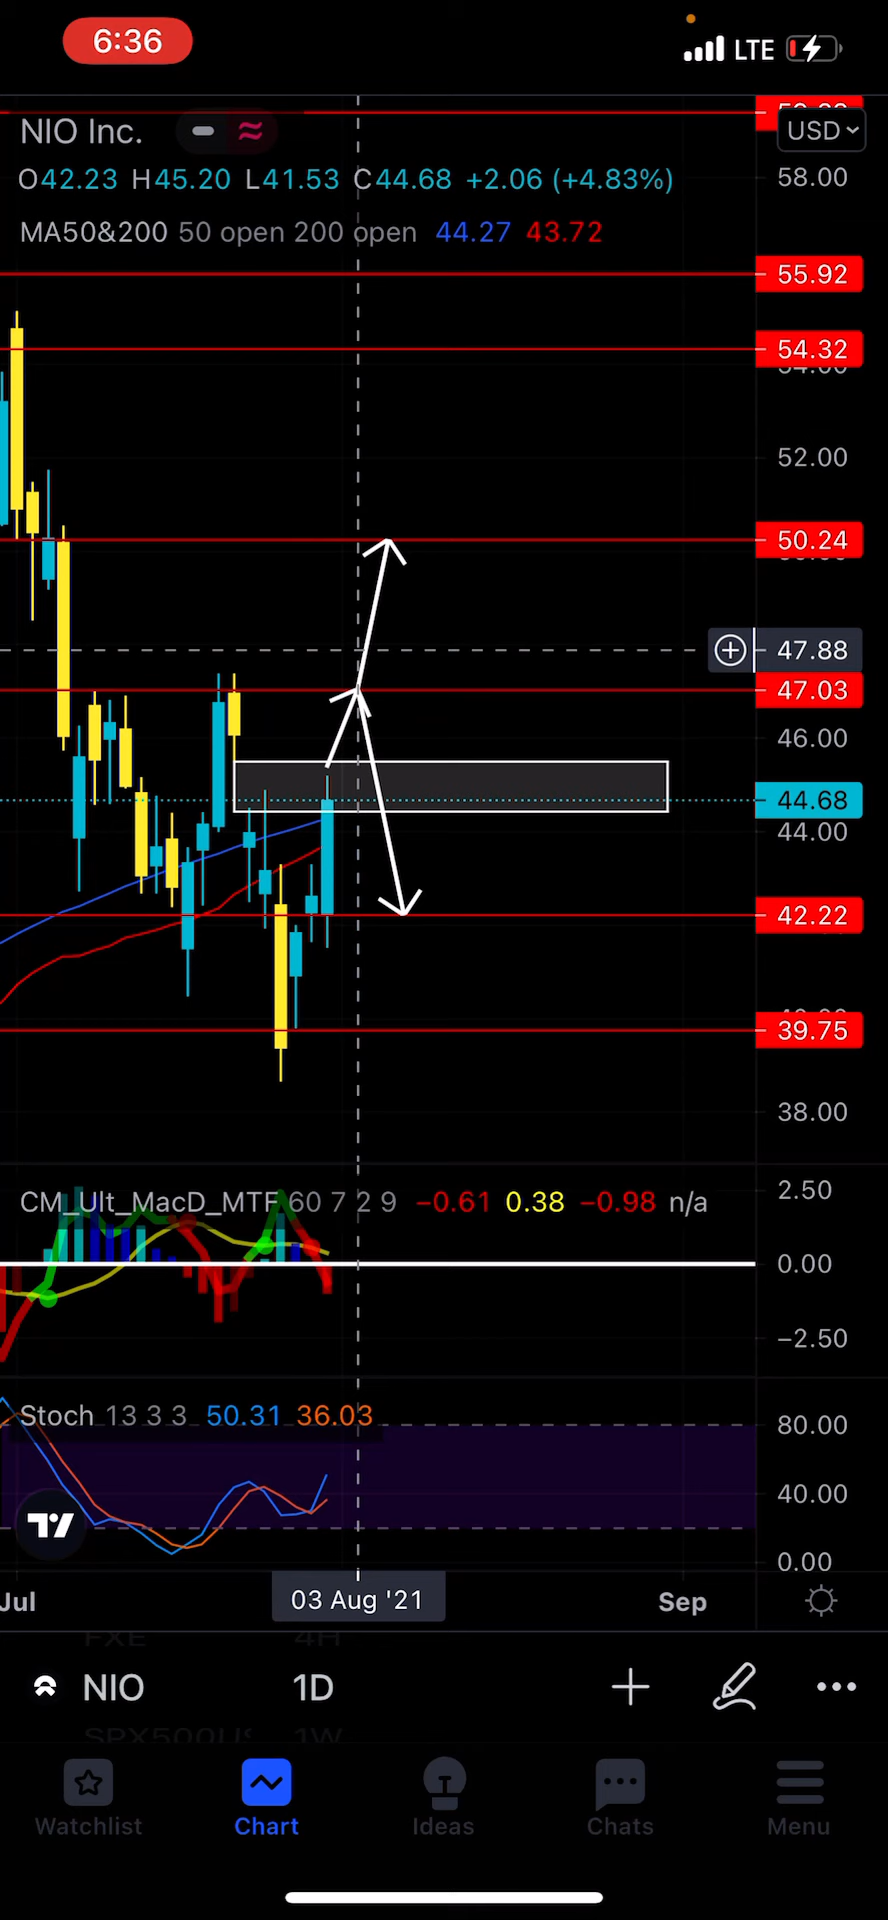 6:36 LTE
NIO Inc. USD
58.00
O42.23 H45.20 L41.53 C44.68 +2.06 (+4.83%)
MA50&200 50 open 200 open 44.27 43.72
55.92
54.32
52.00
50.24
47.88
47.03
46.00
44.68
44.00
42.22
39.75
38.00
CM_Ult_MacD_MTF 60 7 2 9 −0.61 0.38 −0.98 n/a
2.50
0.00
−2.50
Stoch 13 3 3 50.31 36.03
80.00
40.00
0.00
Jul 03 Aug '21 Sep
FXE 4H
NIO 1D
1W
Watchlist Chart Ideas Chats Menu